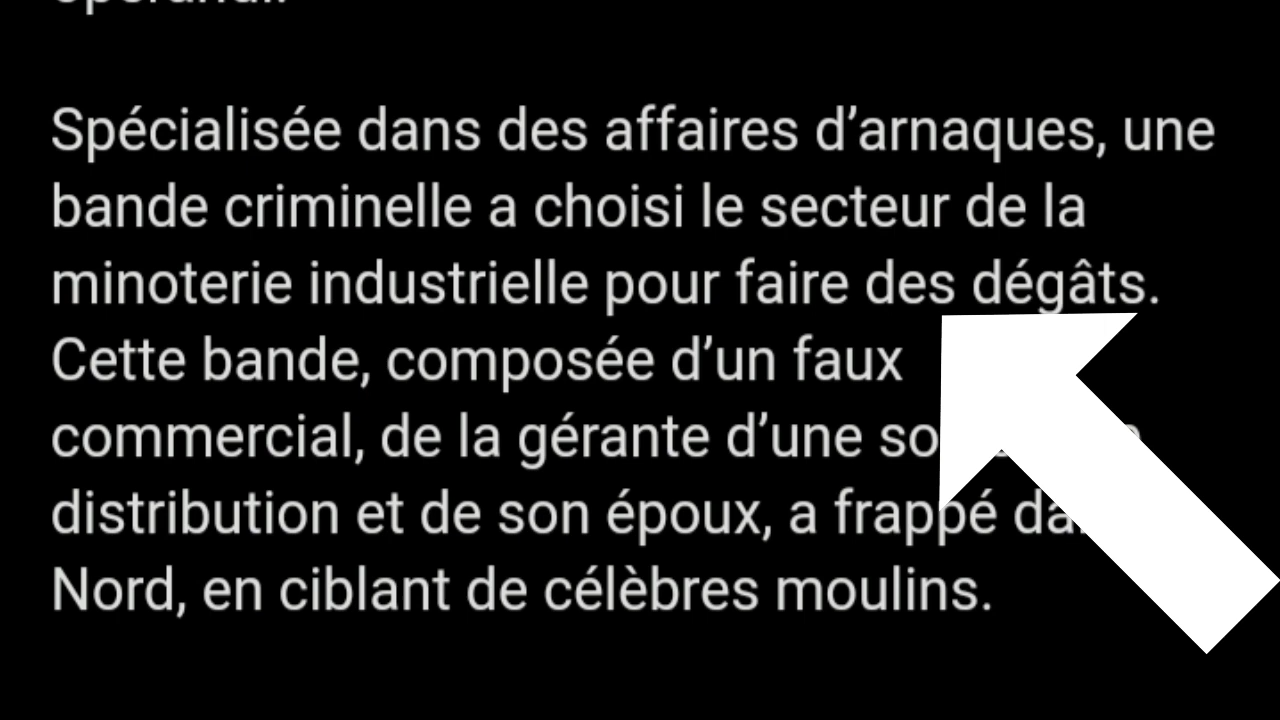 Spécialisée dans des affaires d’arnaques, une
bande criminelle a choisi le secteur de la
minoterie industrielle pour faire des dégâts.
Cette bande, composée d’un faux
commercial, de la gérante d’une
distribution et de son époux, a frappé
Nord, en ciblant de célèbres moulins.